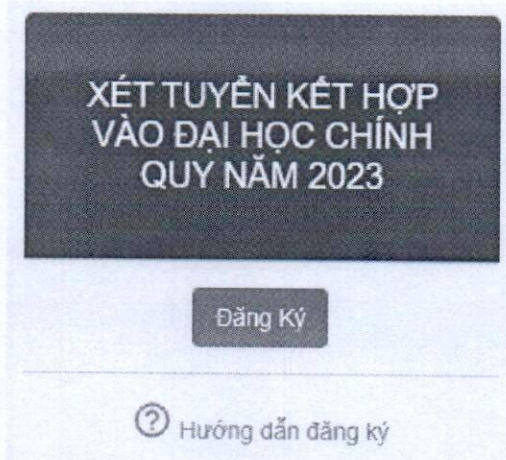 XÉT TUYỂN KẾT HỢP
VÀO ĐẠI HỌC CHÍNH
QUY NĂM 2023
Đăng Ký
Hướng dẫn đăng ký